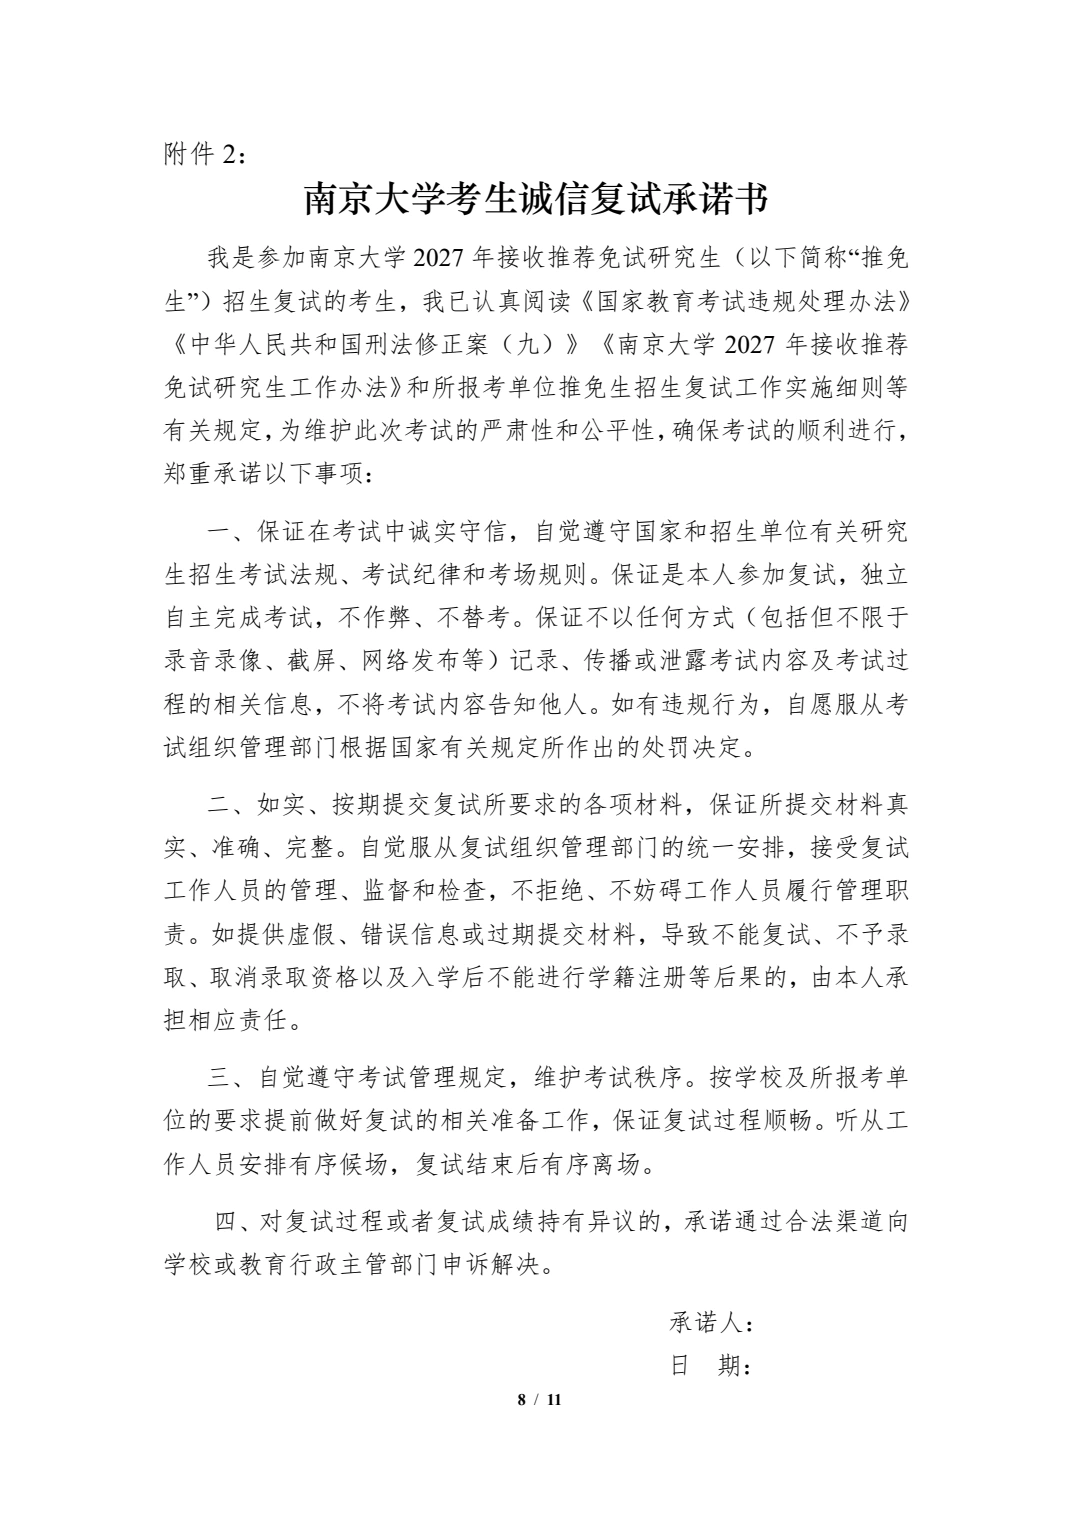 附件 2：
南京大学考生诚信复试承诺书
我是参加南京大学 2027 年接收推荐免试研究生（以下简称“推免
生”）招生复试的考生，我已认真阅读《国家教育考试违规处理办法》
《中华人民共和国刑法修正案（九）》《南京大学 2027 年接收推荐
免试研究生工作办法》和所报考单位推免生招生复试工作实施细则等
有关规定，为维护此次考试的严肃性和公平性，确保考试的顺利进行，
郑重承诺以下事项：
一、保证在考试中诚实守信，自觉遵守国家和招生单位有关研究
生招生考试法规、考试纪律和考场规则。保证是本人参加复试，独立
自主完成考试，不作弊、不替考。保证不以任何方式（包括但不限于
录音录像、截屏、网络发布等）记录、传播或泄露考试内容及考试过
程的相关信息，不将考试内容告知他人。如有违规行为，自愿服从考
试组织管理部门根据国家有关规定所作出的处罚决定。
二、如实、按期提交复试所要求的各项材料，保证所提交材料真
实、准确、完整。自觉服从复试组织管理部门的统一安排，接受复试
工作人员的管理、监督和检查，不拒绝、不妨碍工作人员履行管理职
责。如提供虚假、错误信息或过期提交材料，导致不能复试、不予录
取、取消录取资格以及入学后不能进行学籍注册等后果的，由本人承
担相应责任。
三、自觉遵守考试管理规定，维护考试秩序。按学校及所报考单
位的要求提前做好复试的相关准备工作，保证复试过程顺畅。听从工
作人员安排有序候场，复试结束后有序离场。
四、对复试过程或者复试成绩持有异议的，承诺通过合法渠道向
学校或教育行政主管部门申诉解决。
承诺人：
日　期：
8 / 11